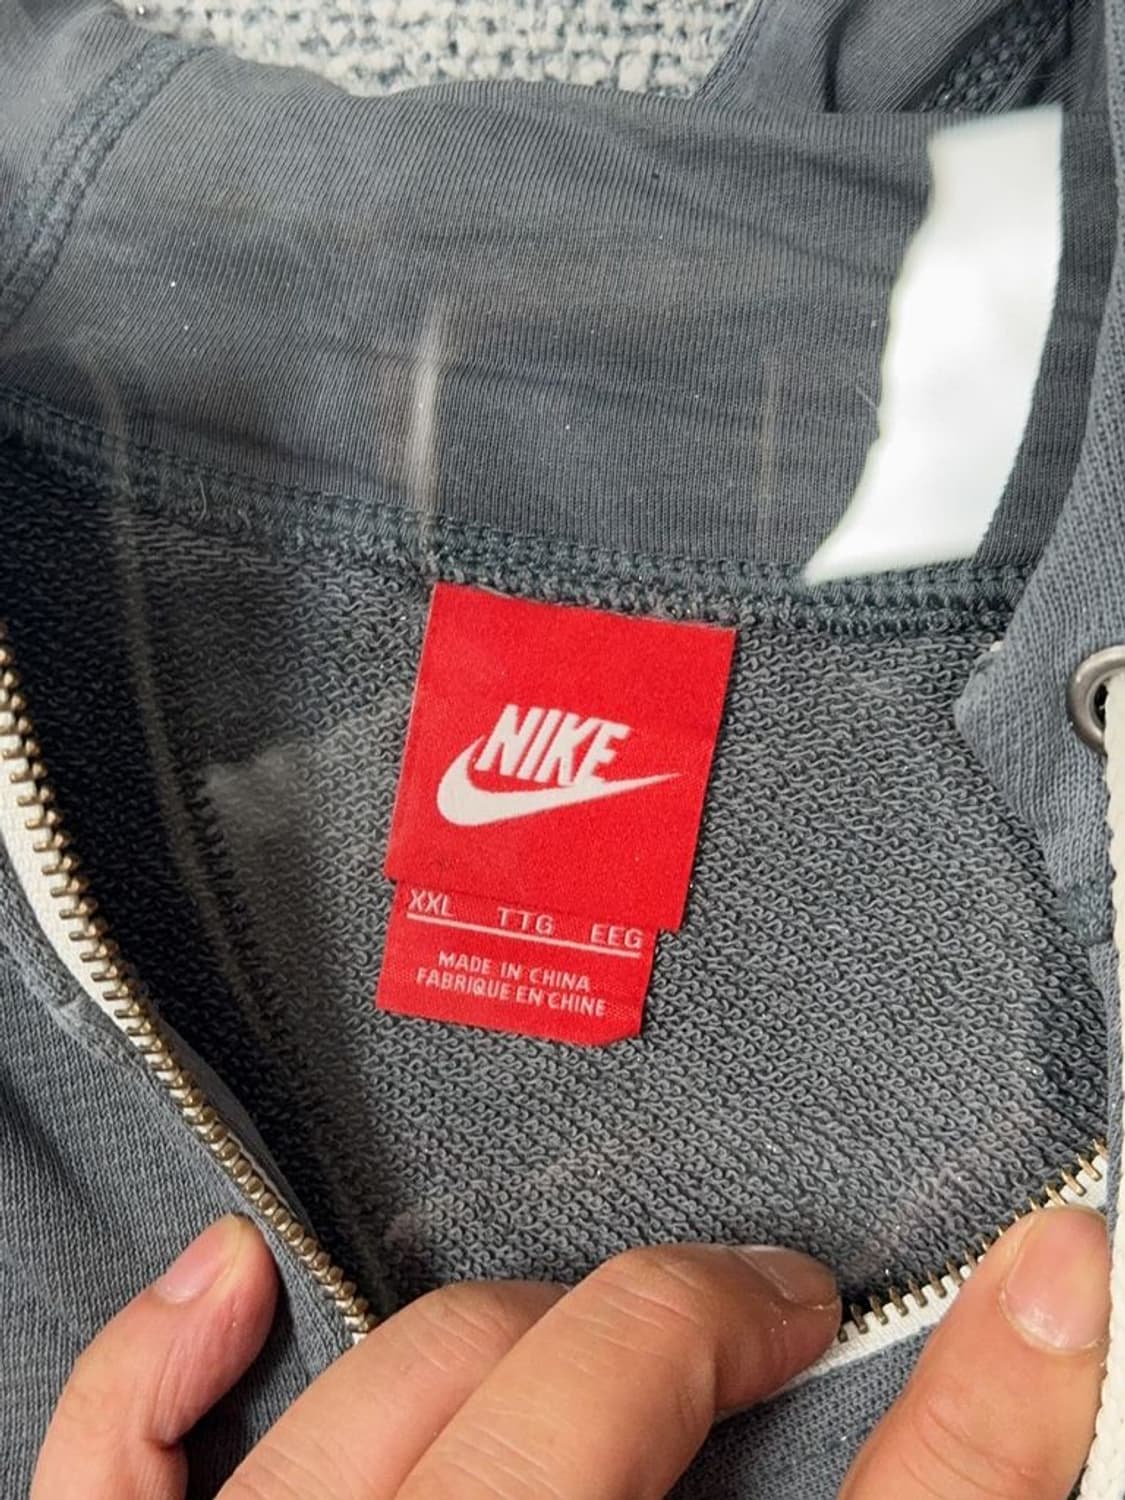 NIKE
XXL TTG EEG
MADE IN CHINA
FABRIQUE EN CHINE